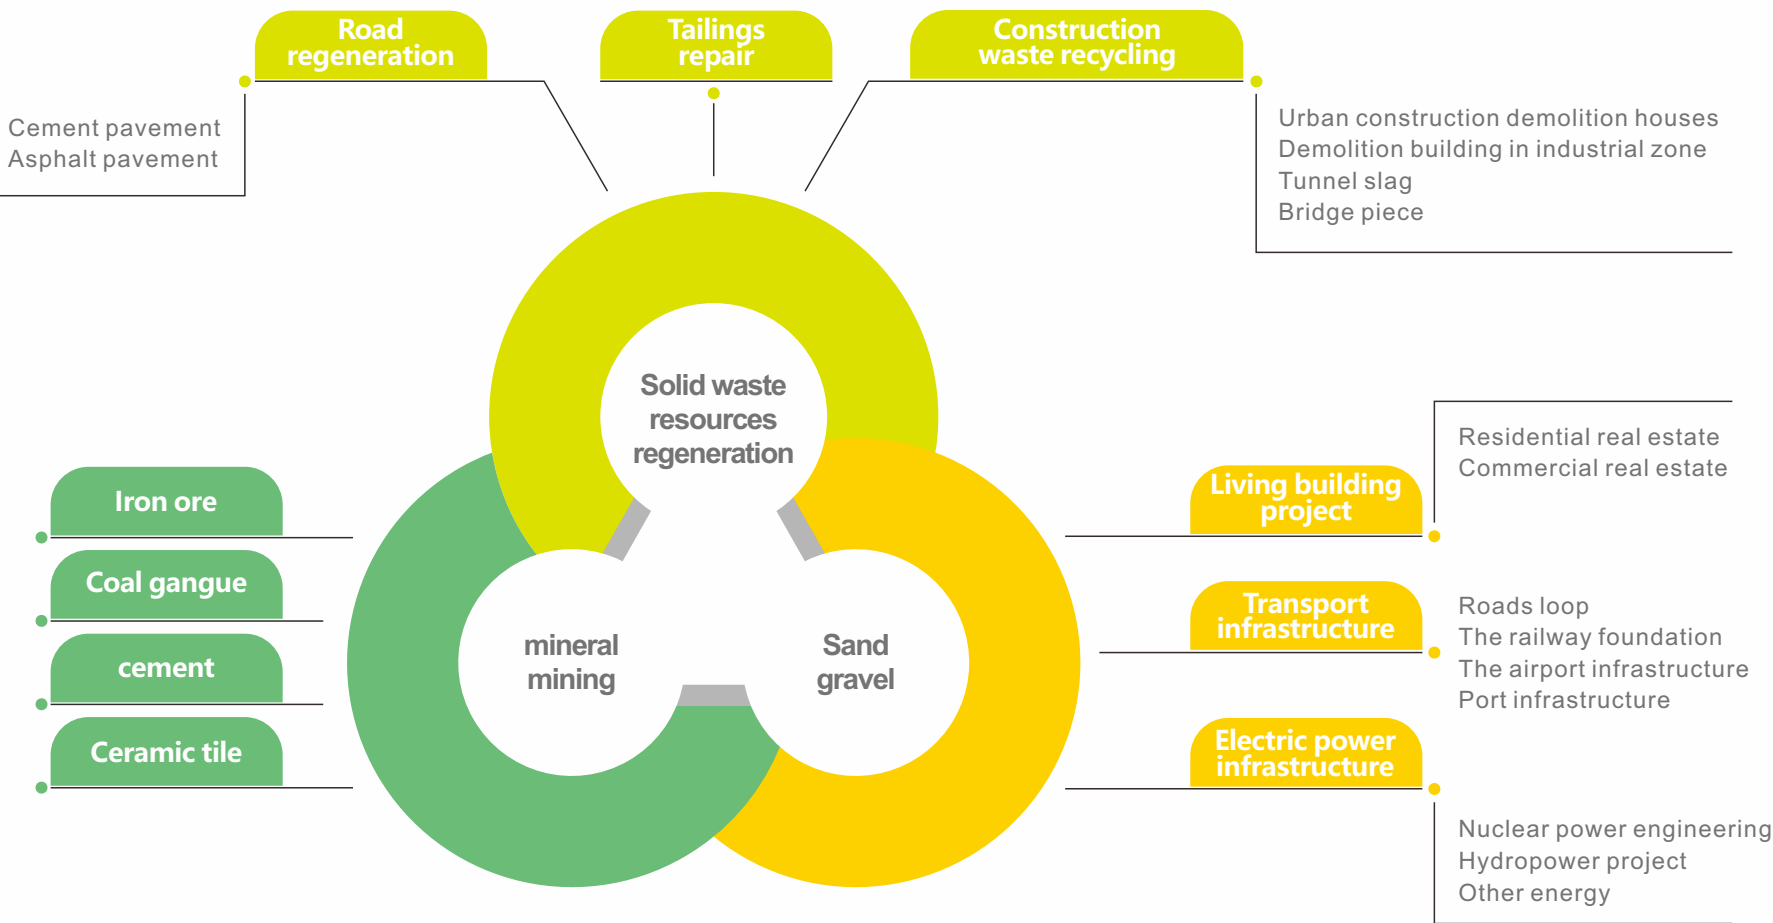 Road
regeneration
Tailings
repair
Construction
waste recycling
Cement pavement
Asphalt pavement
Urban construction demolition houses
Demolition building in industrial zone
Tunnel slag
Bridge piece
Solid waste
resources
regeneration
Iron ore
Coal gangue
cement
Ceramic tile
mineral
mining
Sand
gravel
Living building
project
Residential real estate
Commercial real estate
Transport
infrastructure
Roads loop
The railway foundation
The airport infrastructure
Port infrastructure
Electric power
infrastructure
Nuclear power engineering
Hydropower project
Other energy